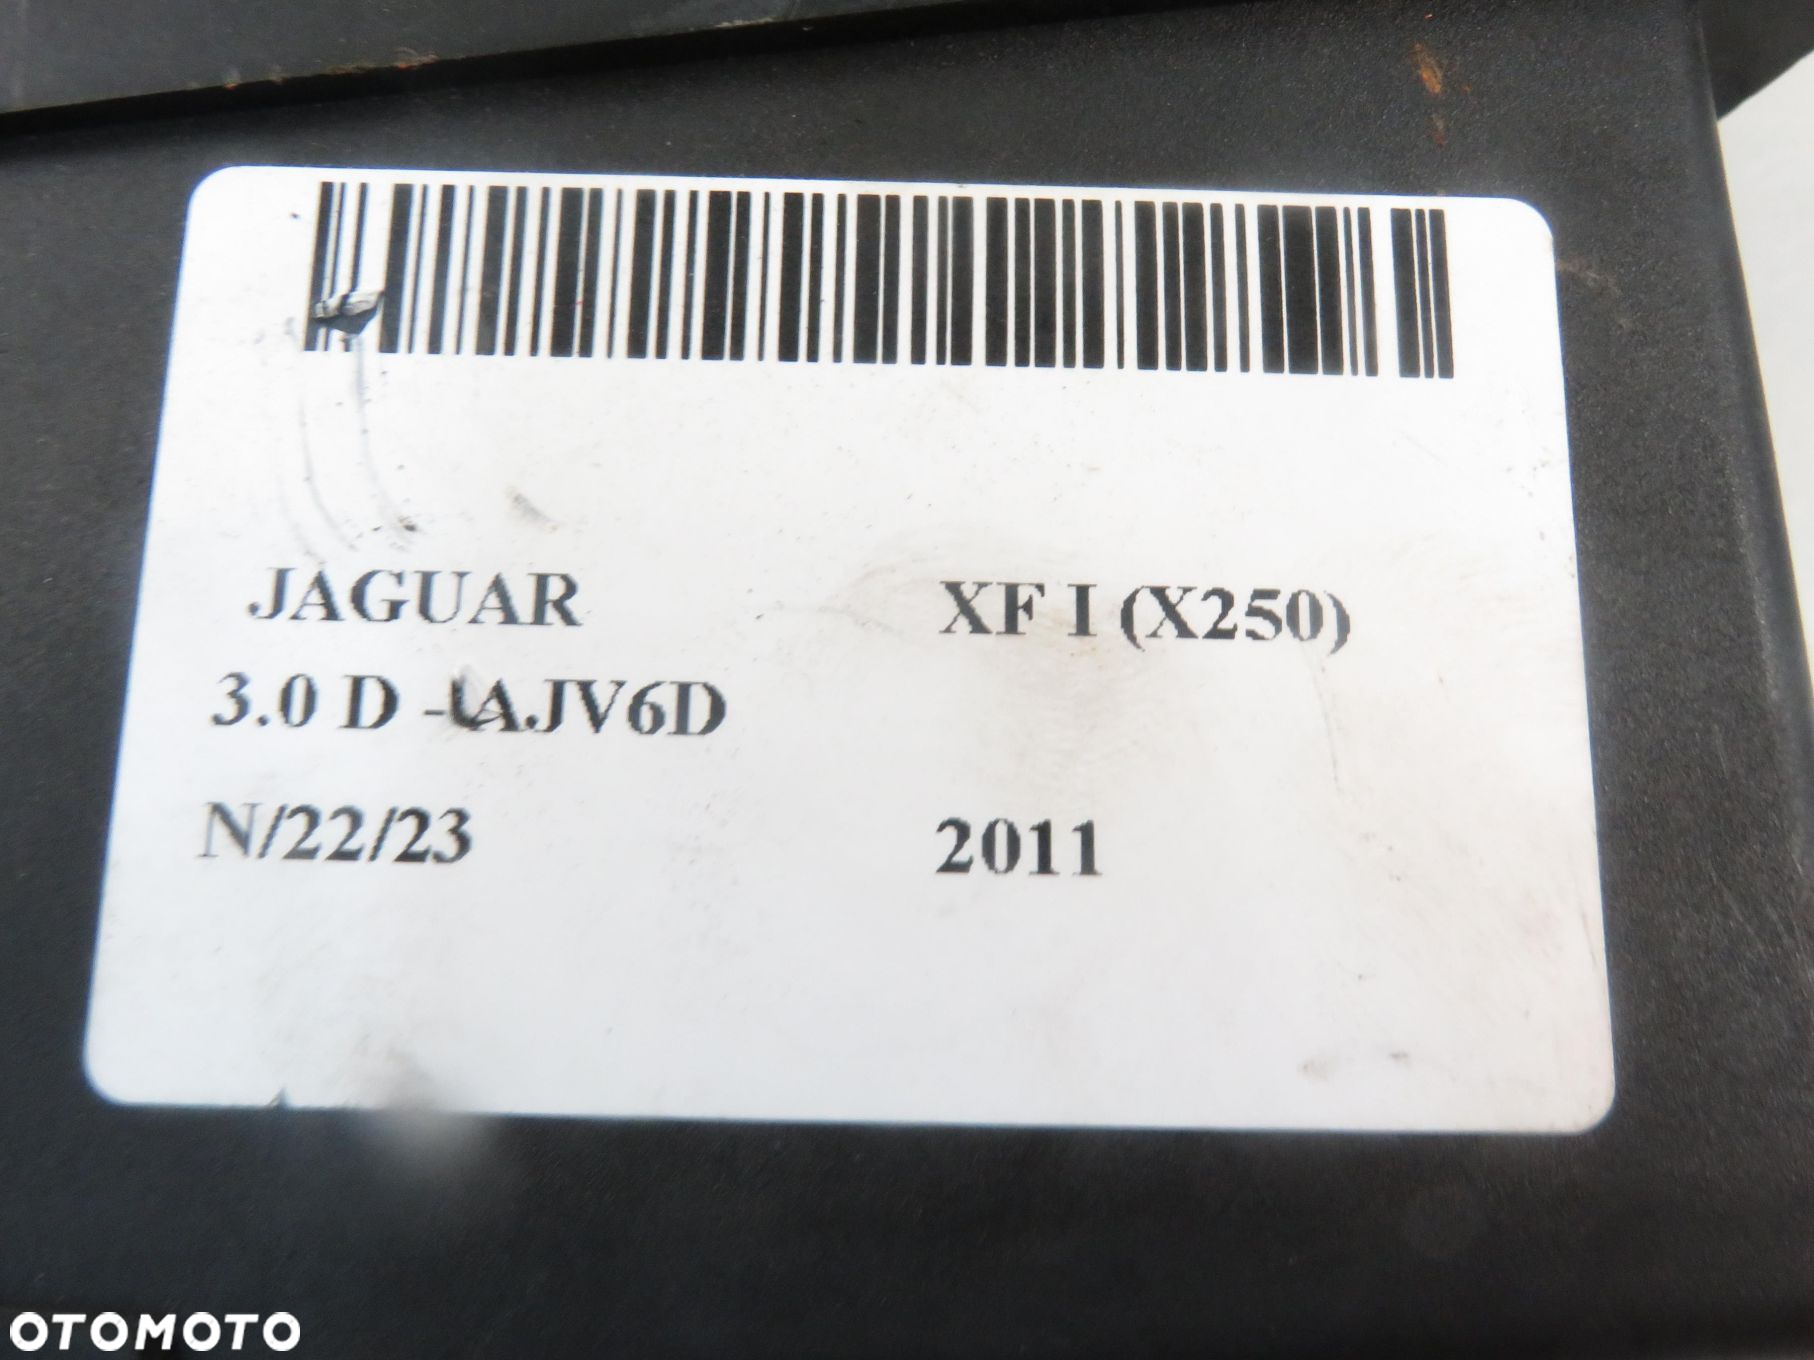 JAGUAR XF I (X250)
3.0 D - AJV6D
N/22/23 2011
OTOMOTO